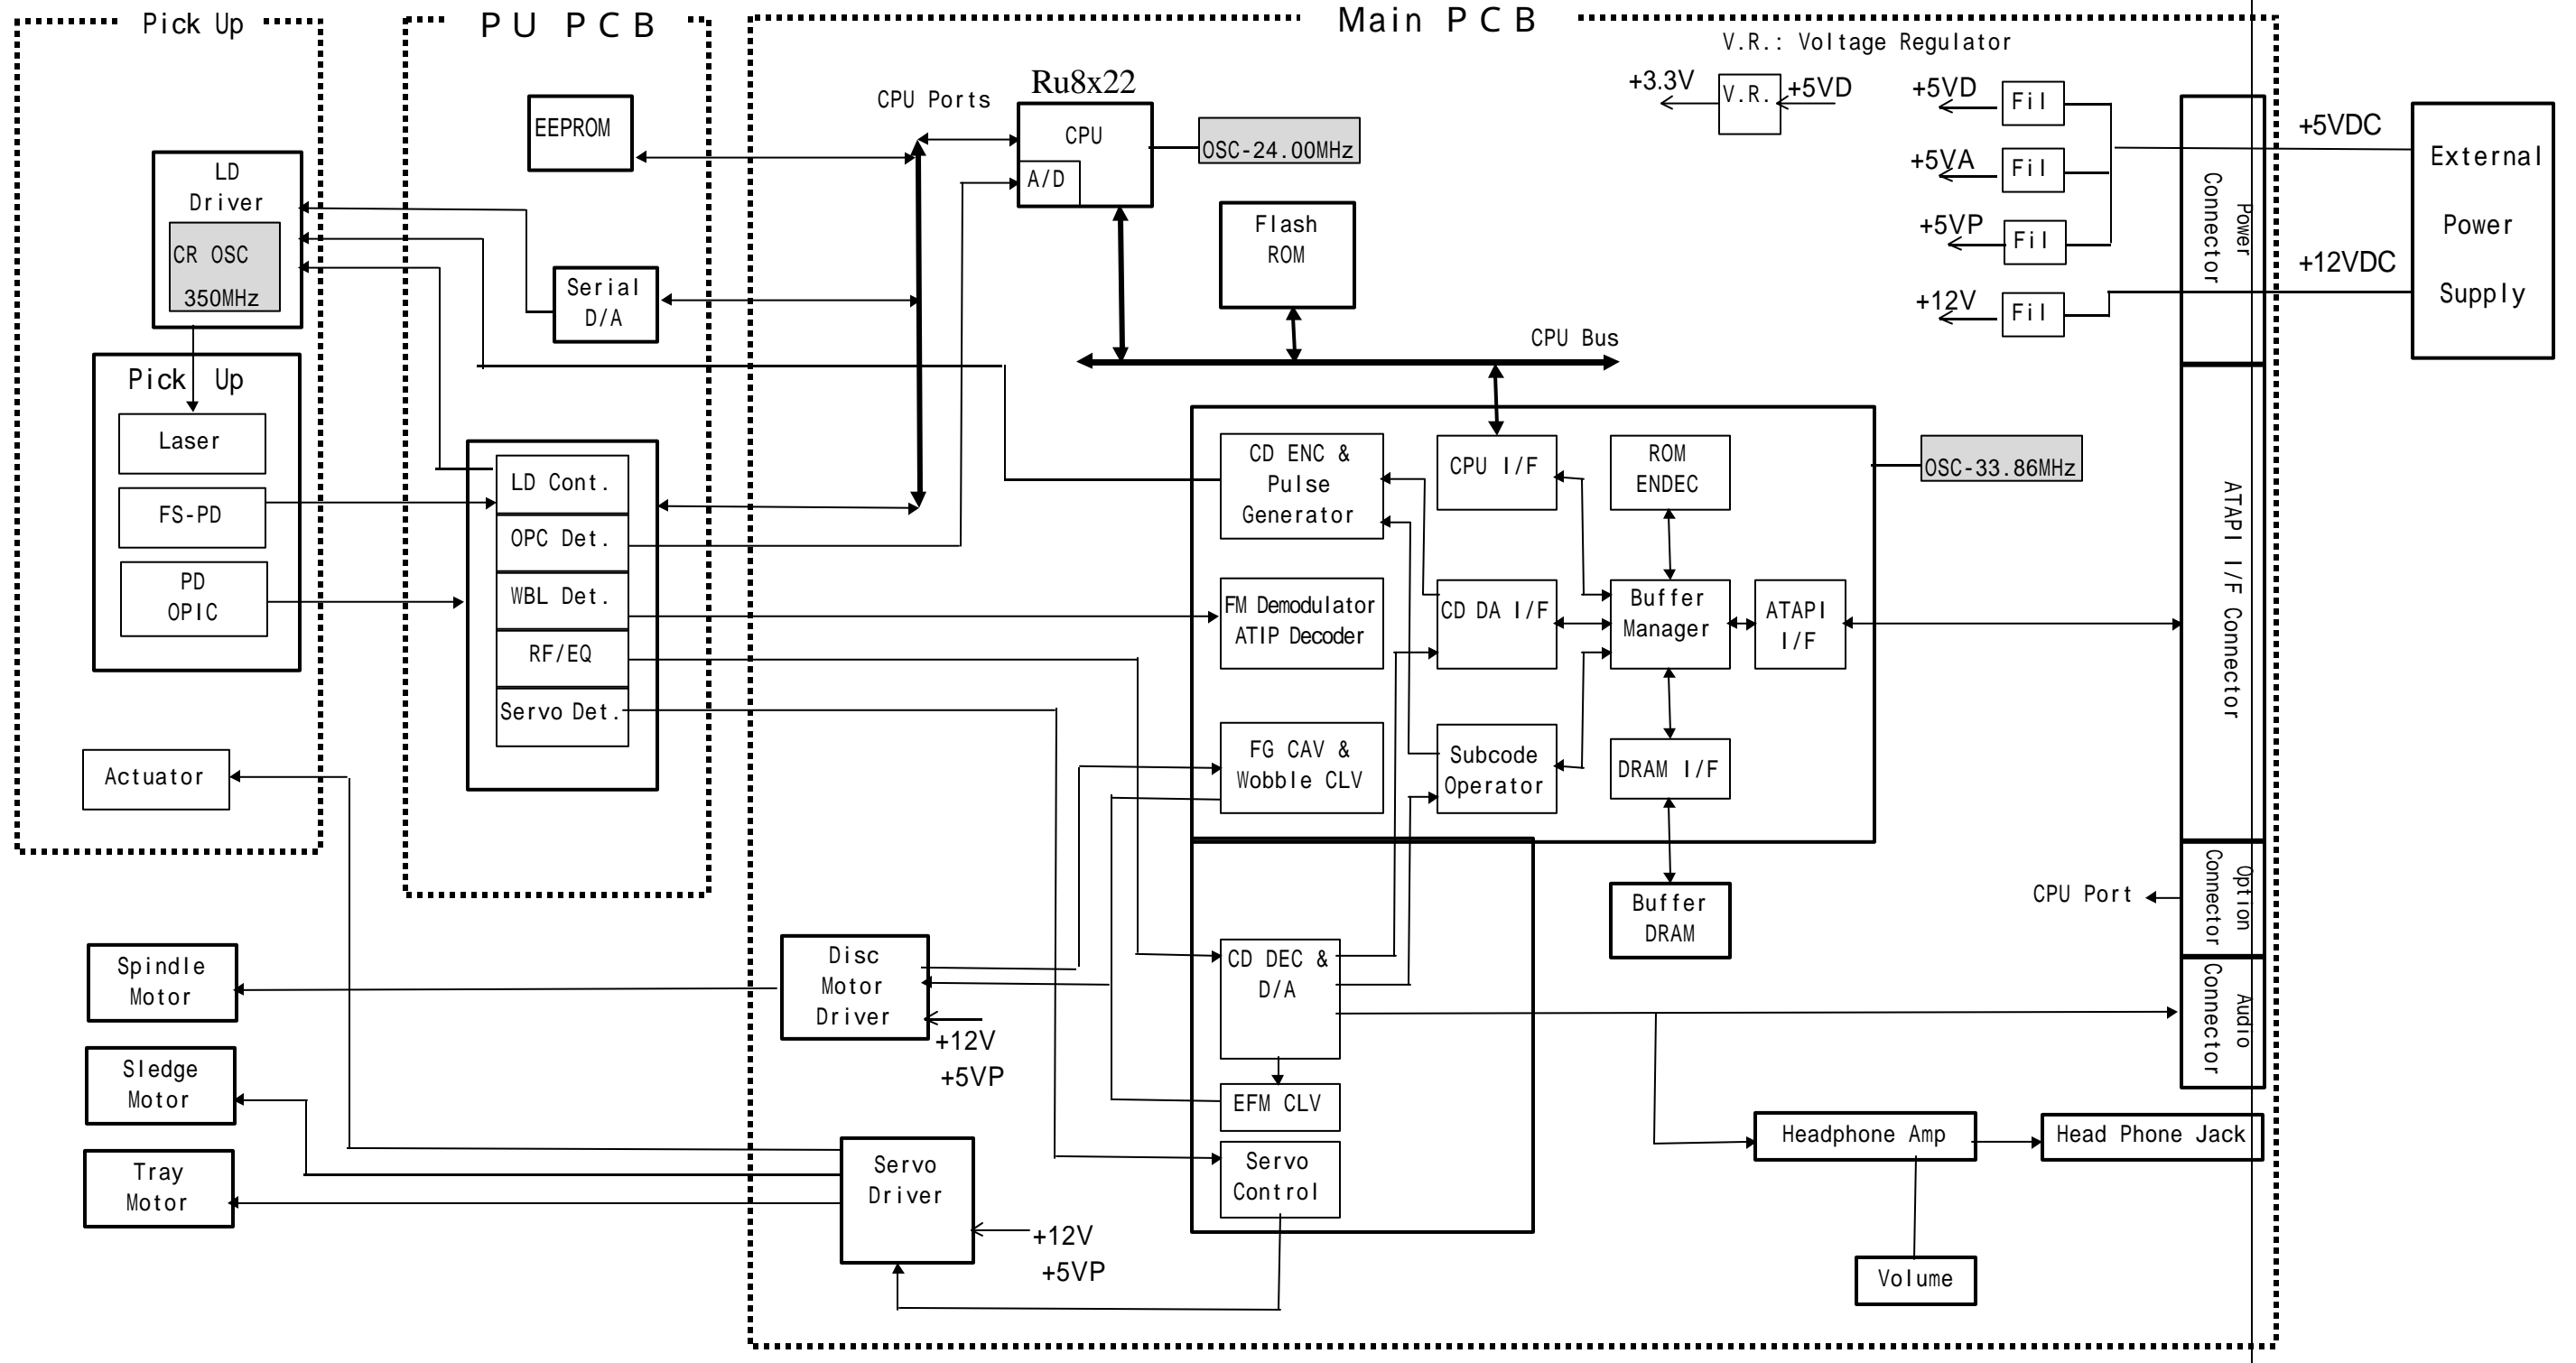 Pick Up
PU PCB
Main PCB
V.R.: Voltage Regulator
Ru8x22
CPU Ports
CPU
A/D
OSC-24.00MHz
+3.3V
V.R.
+5VD
+5VD
Fil
+5VA
Fil
+5VP
Fil
+12V
Fil
Power
Connector
+5VDC
+12VDC
External
Power
Supply
EEPROM
LD
Driver
CR OSC
350MHz
Serial
D/A
Flash
ROM
CPU Bus
Pick Up
Laser
FS-PD
PD
OPIC
Actuator
LD Cont.
OPC Det.
WBL Det.
RF/EQ
Servo Det.
CD ENC &
Pulse
Generator
CPU I/F
ROM
ENDEC
OSC-33.86MHz
FM Demodulator
ATIP Decoder
CD DA I/F
Buffer
Manager
ATAPI
I/F
ATAPI I/F Connector
FG CAV &
Wobble CLV
Subcode
Operator
DRAM I/F
Buffer
DRAM
CPU Port
Option
Connector
Audio
Connector
Spindle
Motor
Sledge
Motor
Tray
Motor
Disc
Motor
Driver
+12V
+5VP
CD DEC &
D/A
EFM CLV
Servo
Control
Servo
Driver
+12V
+5VP
Headphone Amp
Head Phone Jack
Volume